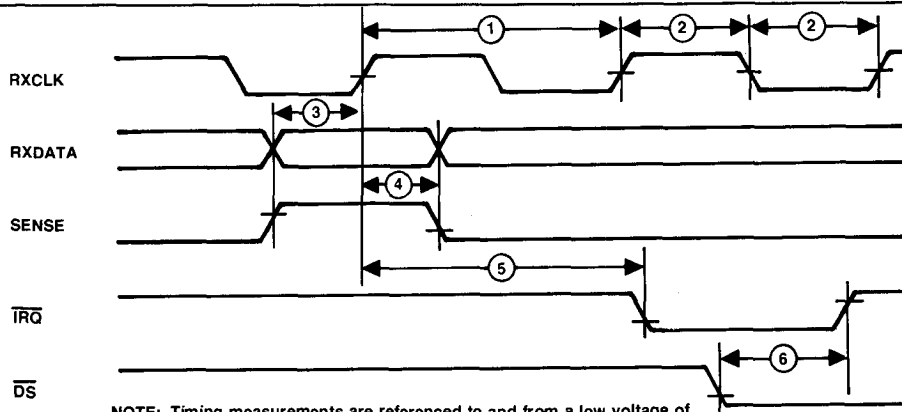 1 2 2
RXCLK
3
RXDATA
4
SENSE
5
IRQ
6
DS
NOTE: Timing measurements are referenced to and from a low voltage of